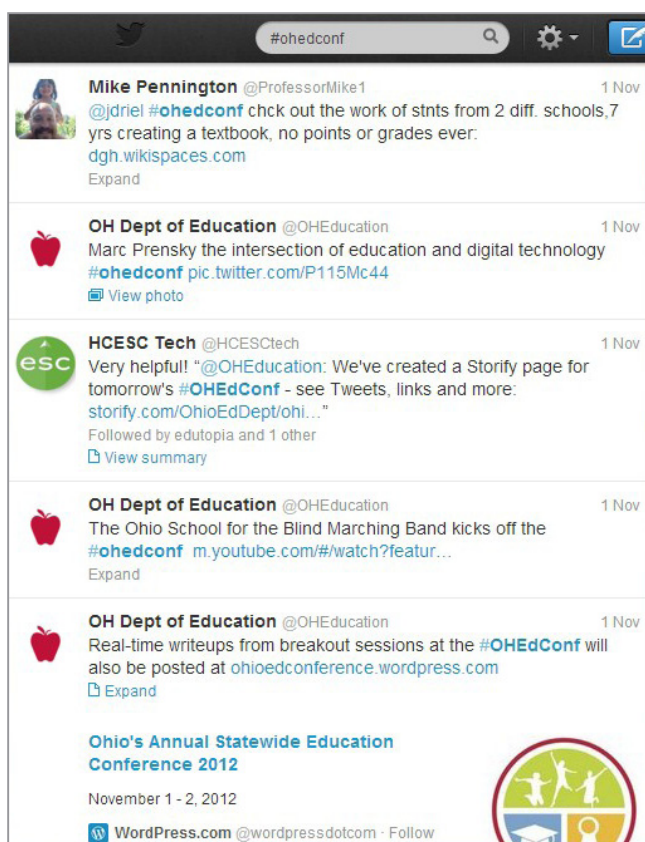 #ohedconf
Mike Pennington @ProfessorMike1 1 Nov
@jdriel #ohedconf chck out the work of stnts from 2 diff. schools,7
yrs creating a textbook, no points or grades ever:
dgh.wikispaces.com
Expand
OH Dept of Education @OHEducation 1 Nov
Marc Prensky the intersection of education and digital technology
#ohedconf pic.twitter.com/P115Mc44
View photo
esc
HCESC Tech @HCESCtech 1 Nov
Very helpful! “@OHEducation: We've created a Storify page for
tomorrow's #OHEdConf - see Tweets, links and more:
storify.com/OhioEdDept/ohi…”
Followed by edutopia and 1 other
View summary
OH Dept of Education @OHEducation 1 Nov
The Ohio School for the Blind Marching Band kicks off the
#ohedconf m.youtube.com/#/watch?featur…
Expand
OH Dept of Education @OHEducation 1 Nov
Real-time writeups from breakout sessions at the #OHEdConf will
also be posted at ohioedconference.wordpress.com
Expand
Ohio's Annual Statewide Education
Conference 2012
November 1 - 2, 2012
WordPress.com @wordpressdotcom · Follow